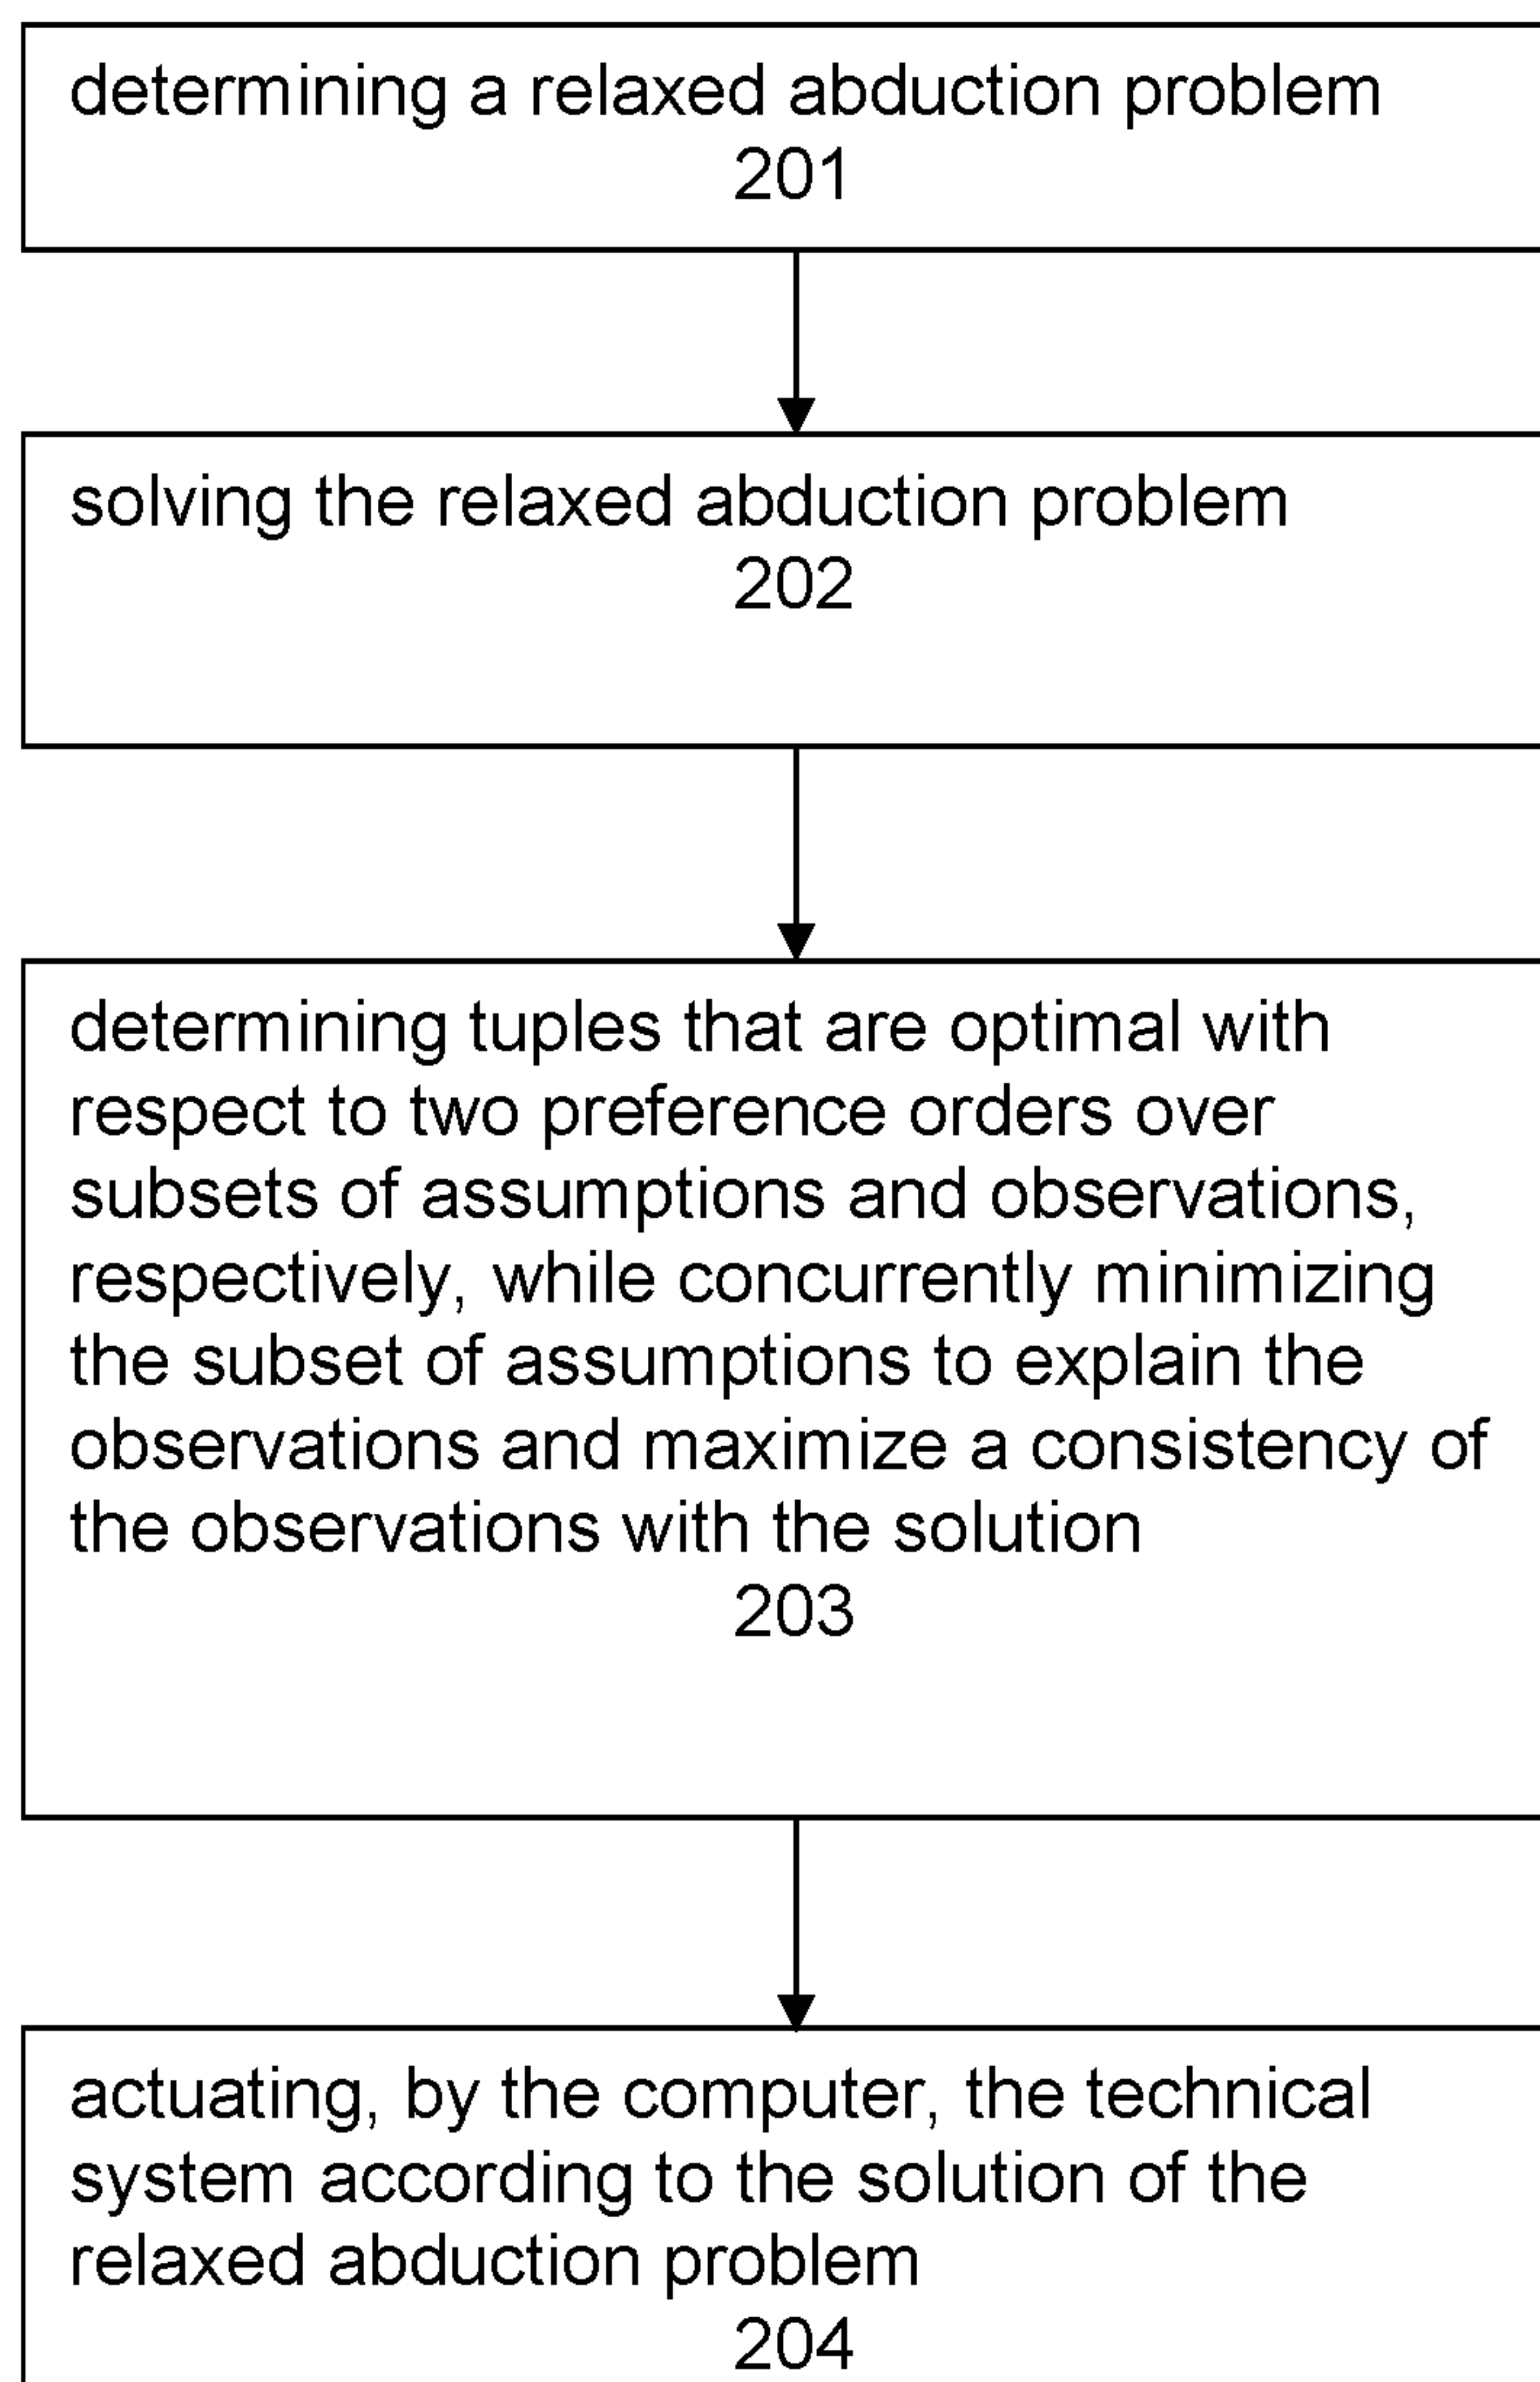 determining a relaxed abduction problem
201
solving the relaxed abduction problem
202
determining tuples that are optimal with
respect to two preference orders over
subsets of assumptions and observations,
respectively, while concurrently minimizing
the subset of assumptions to explain the
observations and maximize a consistency of
the observations with the solution
203
actuating, by the computer, the technical
system according to the solution of the
relaxed abduction problem
204